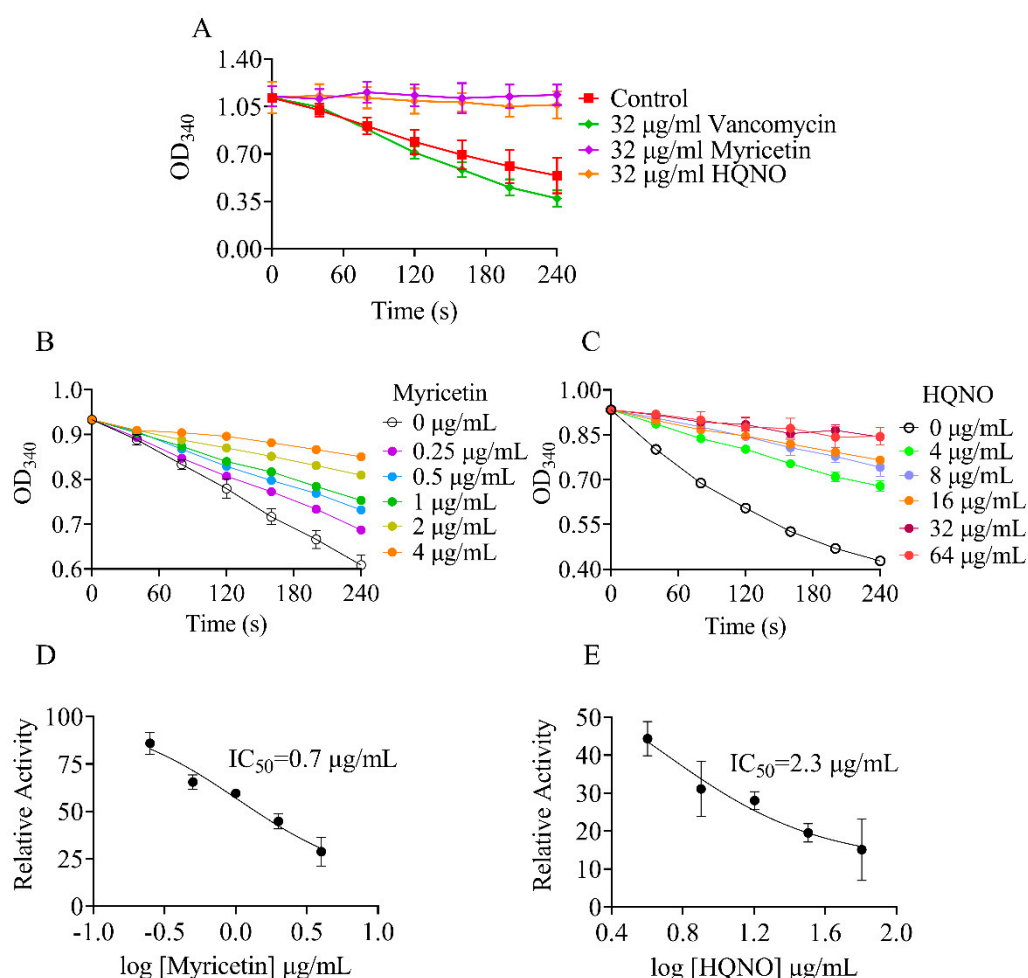 A
1.40
1.05
0.70
0.35
0.00
OD340
0 60 120 180 240
Time (s)
Control
32 μg/ml Vancomycin
32 μg/ml Myricetin
32 μg/ml HQNO
B
1.0
0.9
0.8
0.7
0.6
OD340
0 60 120 180 240
Time (s)
Myricetin
0 μg/mL
0.25 μg/mL
0.5 μg/mL
1 μg/mL
2 μg/mL
4 μg/mL
C
1.00
0.85
0.70
0.55
0.40
OD340
0 60 120 180 240
Time (s)
HQNO
0 μg/mL
4 μg/mL
8 μg/mL
16 μg/mL
32 μg/mL
64 μg/mL
D
100
75
50
25
0
Relative Activity
IC50=0.7 μg/mL
-1.0 -0.5 0.0 0.5 1.0
log [Myricetin] μg/mL
E
50
40
30
20
10
0
Relative Activity
IC50=2.3 μg/mL
0.4 0.8 1.2 1.6 2.0
log [HQNO] μg/mL